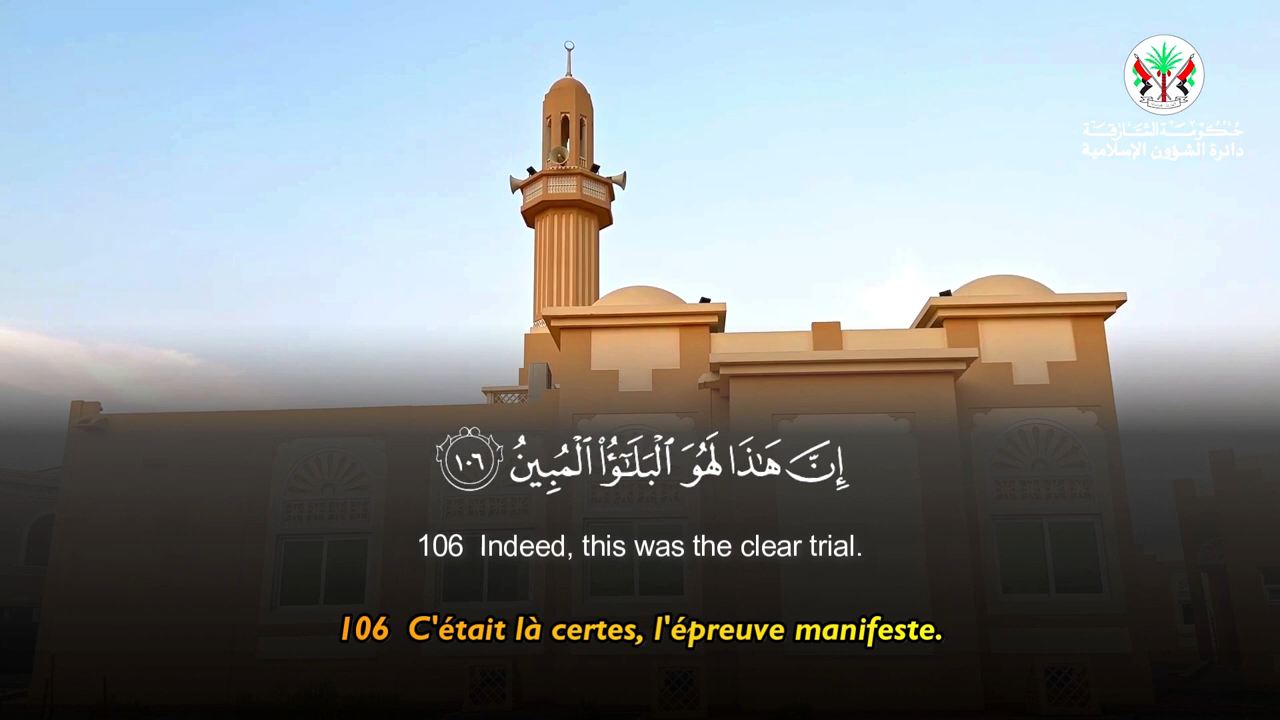 حكومة الشارقة
دائرة الشؤون الإسلامية
إِنَّ هَٰذَا لَهُوَ ٱلْبَلَـٰٓؤُا۟ ٱلْمُبِينُ ١٠٦
106 Indeed, this was the clear trial.
106 C'était là certes, l'épreuve manifeste.